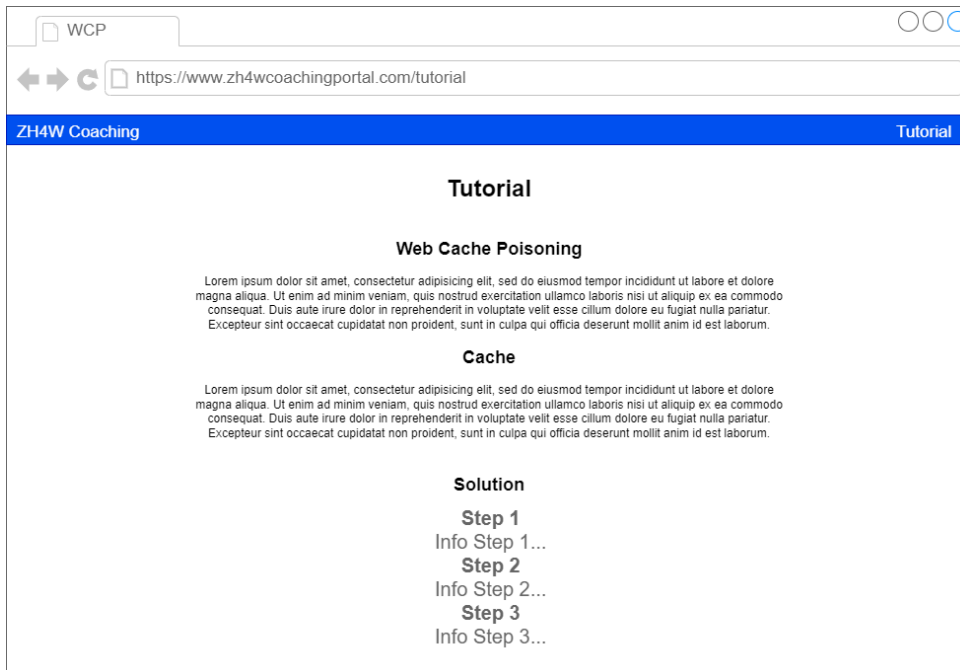 WCP
https://www.zh4wcoachingportal.com/tutorial
ZH4W Coaching
Tutorial
Tutorial
Web Cache Poisoning
Lorem ipsum dolor sit amet, consectetur adipisicing elit, sed do eiusmod tempor incididunt ut labore et dolore
magna aliqua. Ut enim ad minim veniam, quis nostrud exercitation ullamco laboris nisi ut aliquip ex ea commodo
consequat. Duis aute irure dolor in reprehenderit in voluptate velit esse cillum dolore eu fugiat nulla pariatur.
Excepteur sint occaecat cupidatat non proident, sunt in culpa qui officia deserunt mollit anim id est laborum.
Cache
Lorem ipsum dolor sit amet, consectetur adipisicing elit, sed do eiusmod tempor incididunt ut labore et dolore
magna aliqua. Ut enim ad minim veniam, quis nostrud exercitation ullamco laboris nisi ut aliquip ex ea commodo
consequat. Duis aute irure dolor in reprehenderit in voluptate velit esse cillum dolore eu fugiat nulla pariatur.
Excepteur sint occaecat cupidatat non proident, sunt in culpa qui officia deserunt mollit anim id est laborum.
Solution
Step 1
Info Step 1...
Step 2
Info Step 2...
Step 3
Info Step 3...